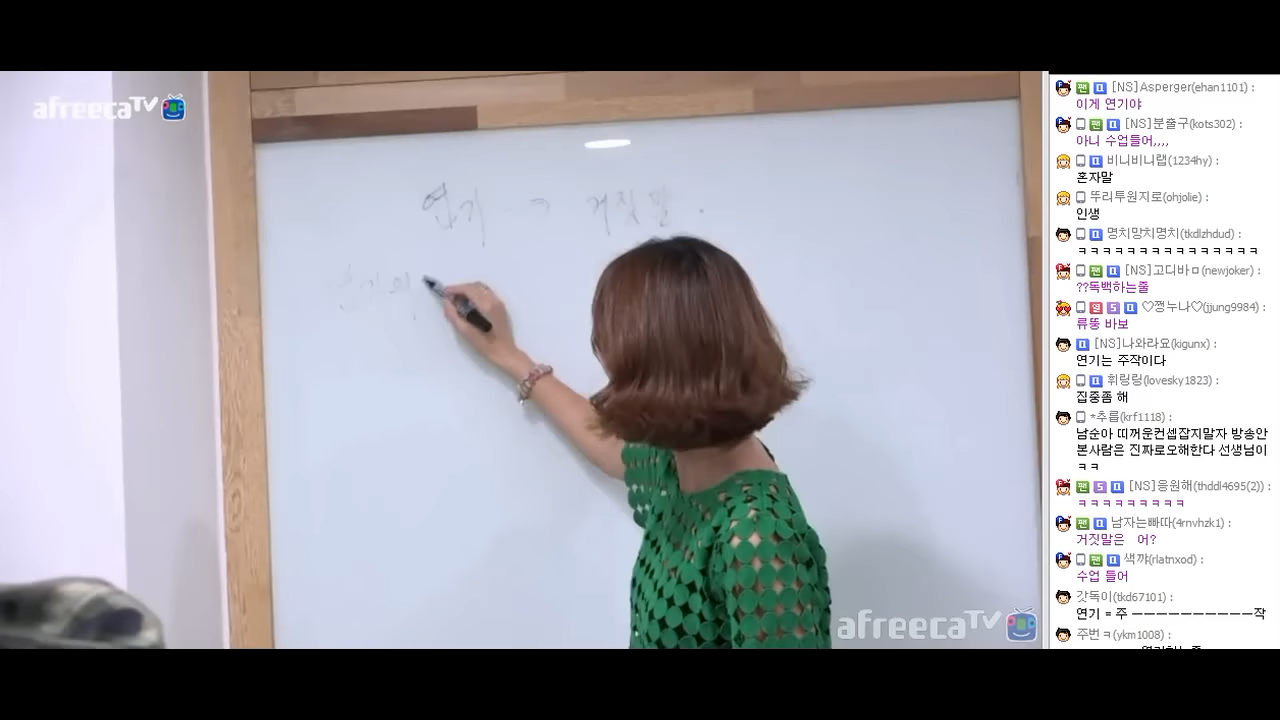 afreecaTV
연기 → 거짓말.
afreecaTV
[NS]Asperger(ehan1101) :
이게 연기야
[NS]분출구(kots302) :
아니 수업들어,,,,
비니비니랩(1234hy) :
혼자말
뚜리투원지로(ohjolie) :
인생
명치망치명치(tkdlzhdud) :
ㅋㅋㅋㅋㅋㅋㅋㅋㅋㅋㅋㅋㅋㅋㅋ
[NS]고디바ㅁ(newjoker) :
??독백하는줄
♡쩡누나♡(jjung9984) :
류뚱 바보
[NS]나와라요(kigunx) :
연기는 주작이다
휘링링(lovesky1823) :
집중좀 해
*추릅(krf1118) :
남순아 띠꺼운컨셉잡지말자 방송안
본사람은 진짜로오해한다 선생님이
ㅋㅋ
[NS]응원해(thddl4695(2)) :
ㅋㅋㅋㅋㅋㅋㅋㅋㅋ
남자는빠따(4rnvhzk1) :
거짓말은 어?
색꺄(rlatnxod) :
수업 들어
갓독이(tkd67101) :
연기 = 주 ㅡㅡㅡㅡㅡㅡㅡㅡㅡㅡ작
주번ㅋ(ykm1008) :